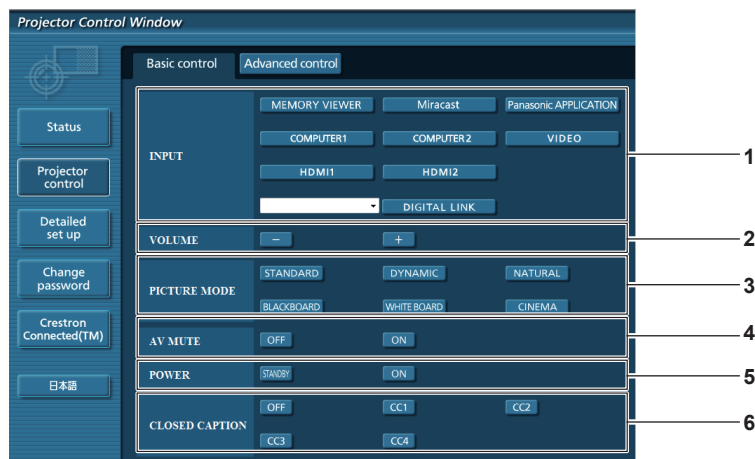 Projector Control Window
Basic control
Advanced control
Status
Projector
control
Detailed
set up
Change
password
Crestron
Connected(TM)
日本語
INPUT
MEMORY VIEWER
Miracast
Panasonic APPLICATION
COMPUTER1
COMPUTER2
VIDEO
HDMI1
HDMI2
DIGITAL LINK
1
VOLUME
-
+
2
PICTURE MODE
STANDARD
DYNAMIC
NATURAL
BLACKBOARD
WHITE BOARD
CINEMA
3
AV MUTE
OFF
ON
4
POWER
STANDBY
ON
5
CLOSED CAPTION
OFF
CC1
CC2
CC3
CC4
6